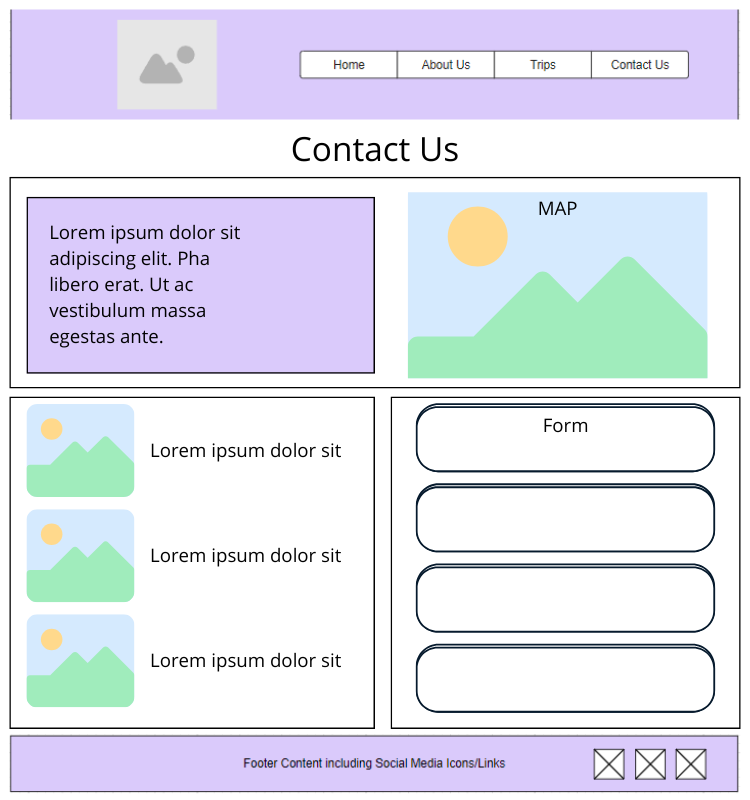 Home About Us Trips Contact Us
Contact Us
Lorem ipsum dolor sit
adipiscing elit. Pha
libero erat. Ut ac
vestibulum massa
egestas ante.
MAP
Lorem ipsum dolor sit
Lorem ipsum dolor sit
Lorem ipsum dolor sit
Form
Footer Content including Social Media Icons/Links